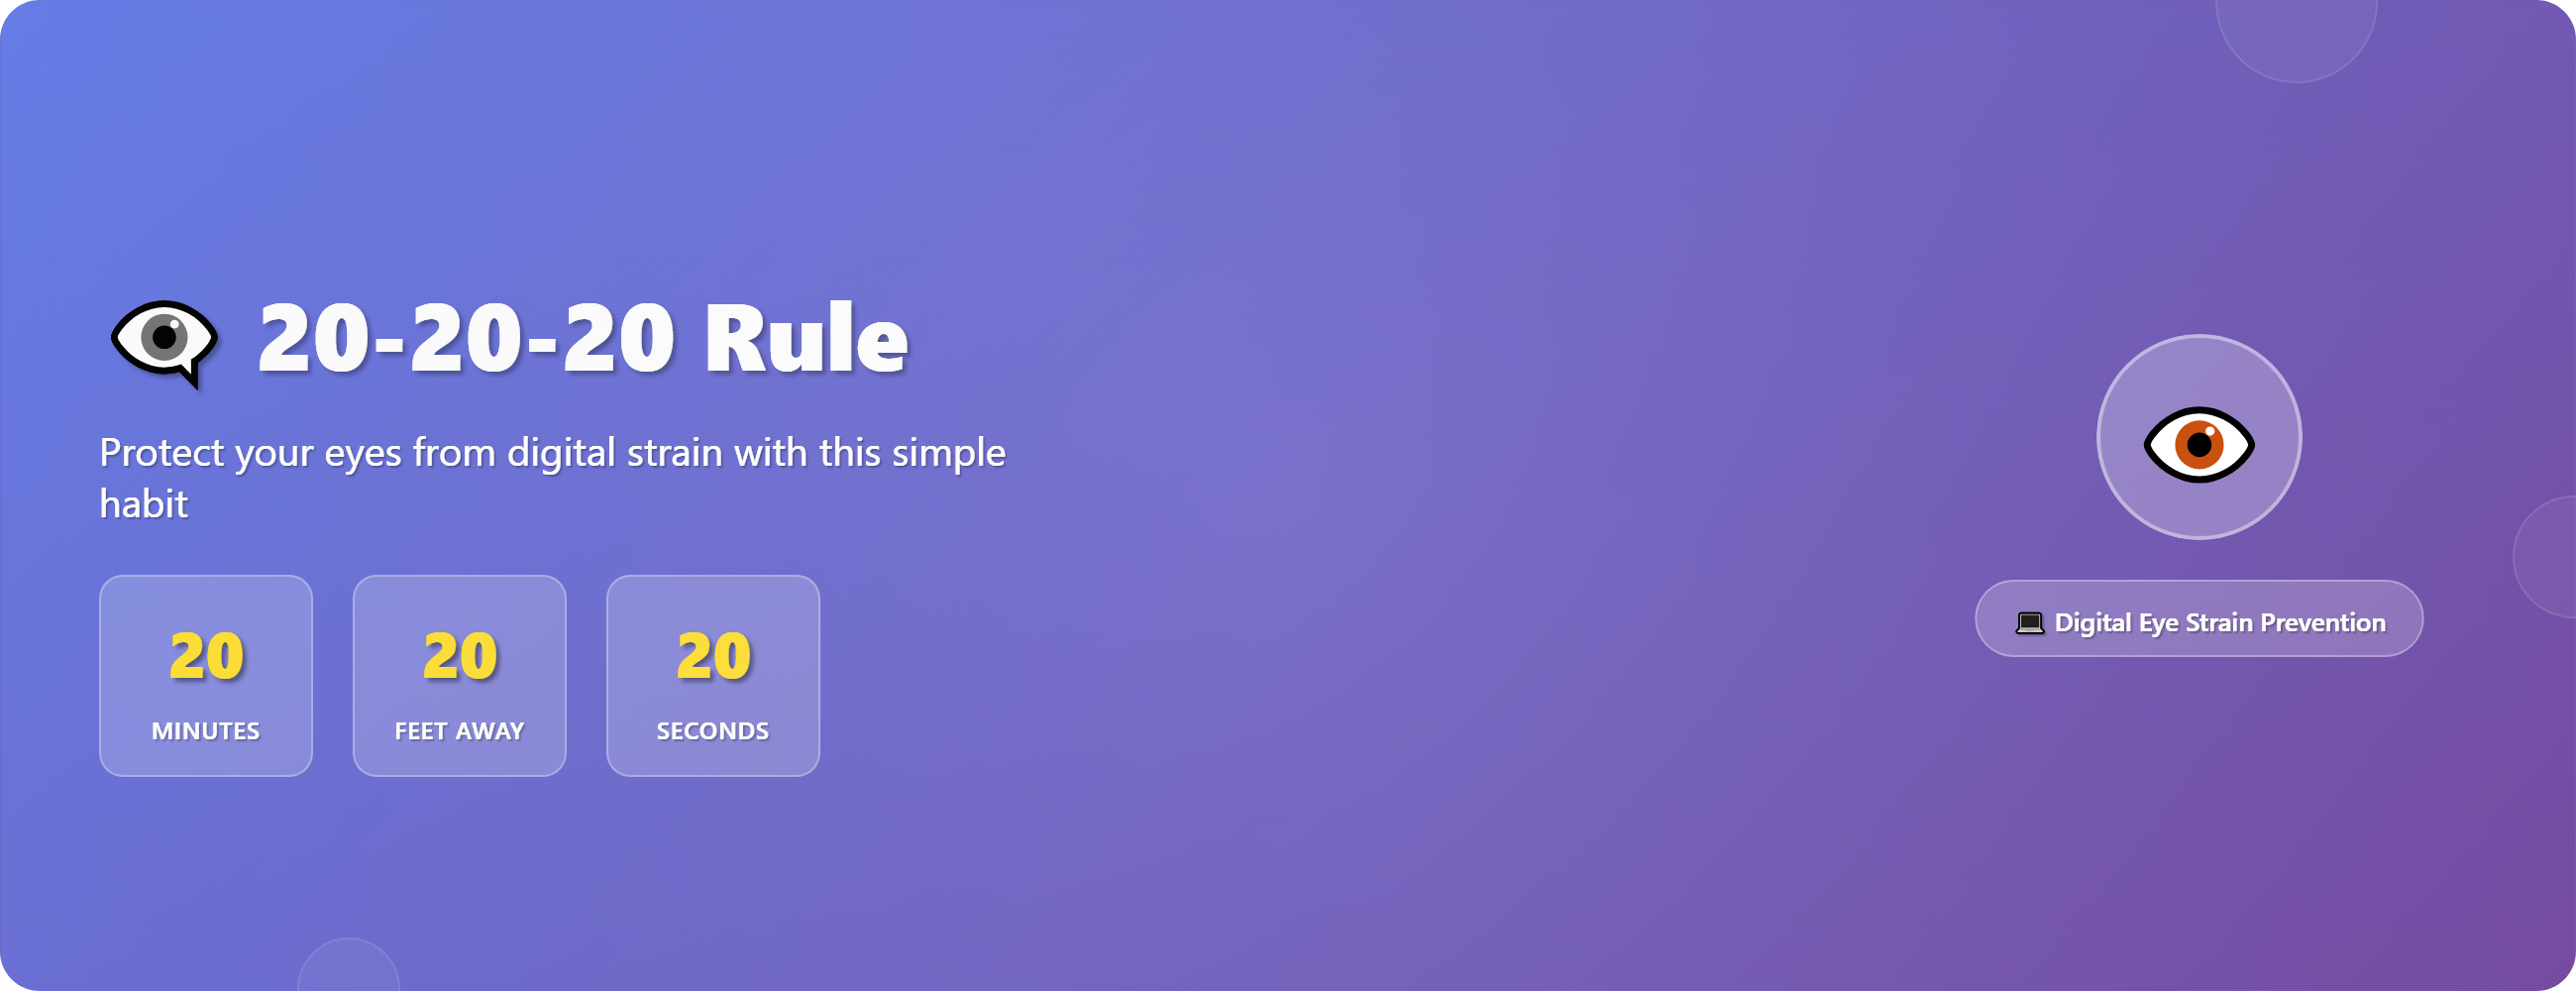 20-20-20 Rule
Protect your eyes from digital strain with this simple
habit
20
MINUTES
20
FEET AWAY
20
SECONDS
💻 Digital Eye Strain Prevention